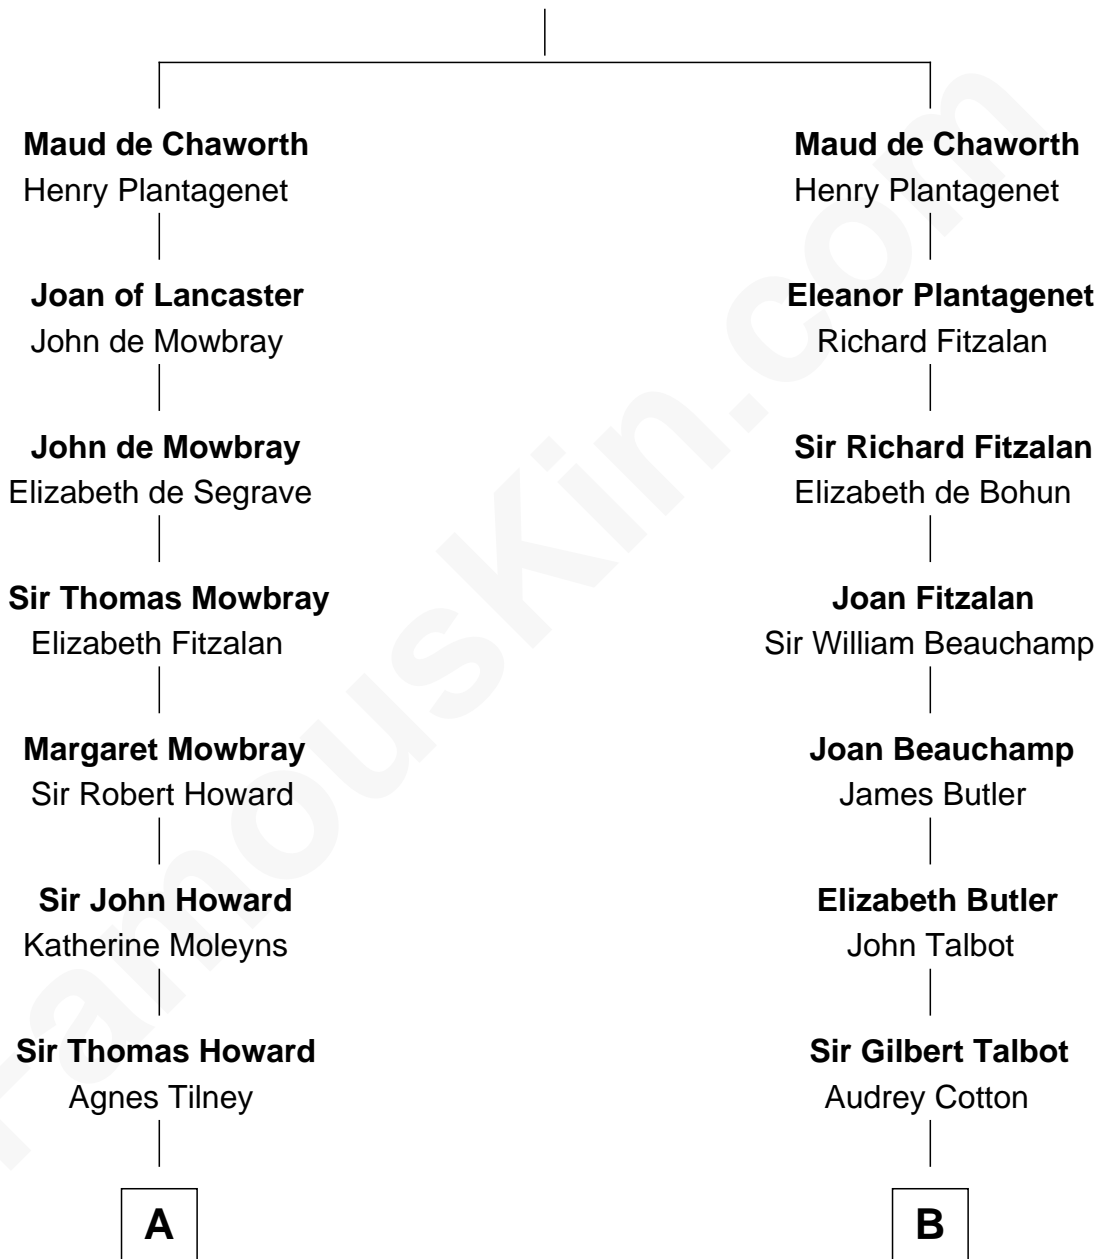 Maud de Chaworth
Henry Plantagenet
Joan of Lancaster
John de Mowbray
John de Mowbray
Elizabeth de Segrave
Sir Thomas Mowbray
Elizabeth Fitzalan
Margaret Mowbray
Sir Robert Howard
Sir John Howard
Katherine Moleyns
Sir Thomas Howard
Agnes Tilney
A
Maud de Chaworth
Henry Plantagenet
Eleanor Plantagenet
Richard Fitzalan
Sir Richard Fitzalan
Elizabeth de Bohun
Joan Fitzalan
Sir William Beauchamp
Joan Beauchamp
James Butler
Elizabeth Butler
John Talbot
Sir Gilbert Talbot
Audrey Cotton
B
FamousKin.com